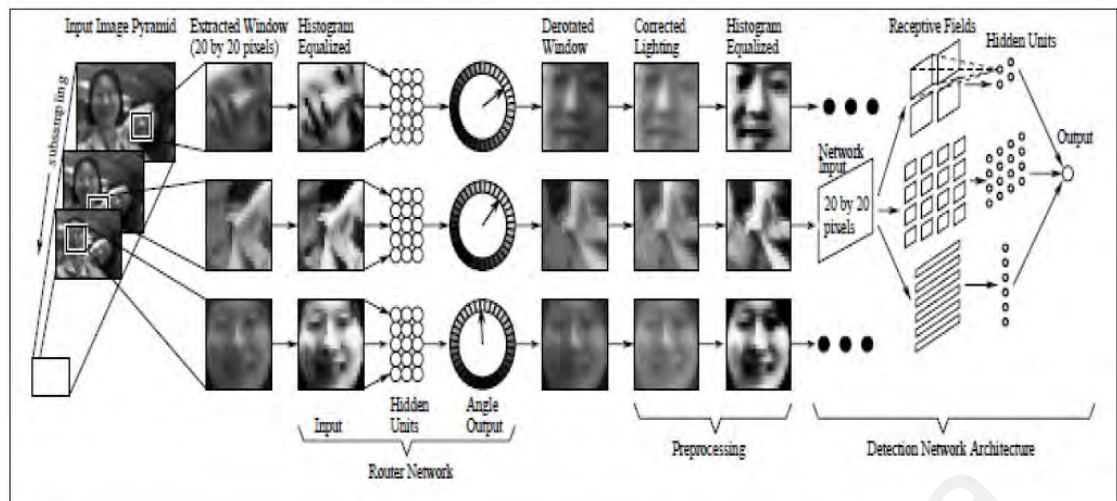 Input Image Pyramid
Extracted Window
(20 by 20 pixels)
Histogram
Equalized
Derotated
Window
Corrected
Lighting
Histogram
Equalized
Receptive Fields
Hidden Units
subsampling
Network
Input
20 by 20
pixels
Output
Input
Hidden
Units
Angle
Output
Router Network
Preprocessing
Detection Network Architecture